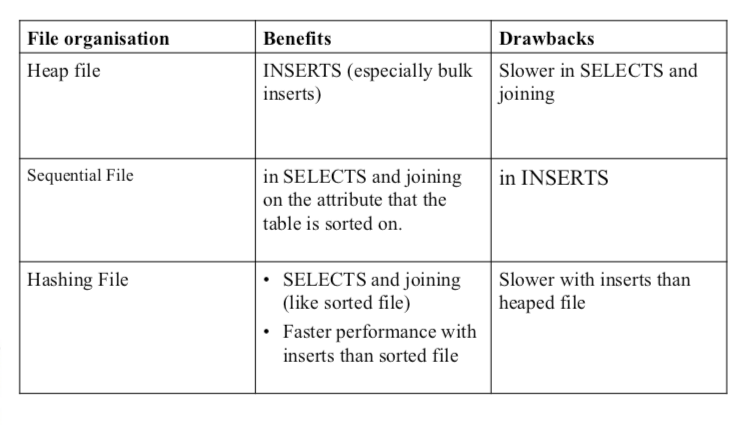 File organisation
Benefits
Drawbacks
Heap file
INSERTS (especially bulk
inserts)
Slower in SELECTS and
joining
Sequential File
in SELECTS and joining
on the attribute that the
table is sorted on.
in INSERTS
Hashing File
• SELECTS and joining
(like sorted file)
• Faster performance with
inserts than sorted file
Slower with inserts than
heaped file